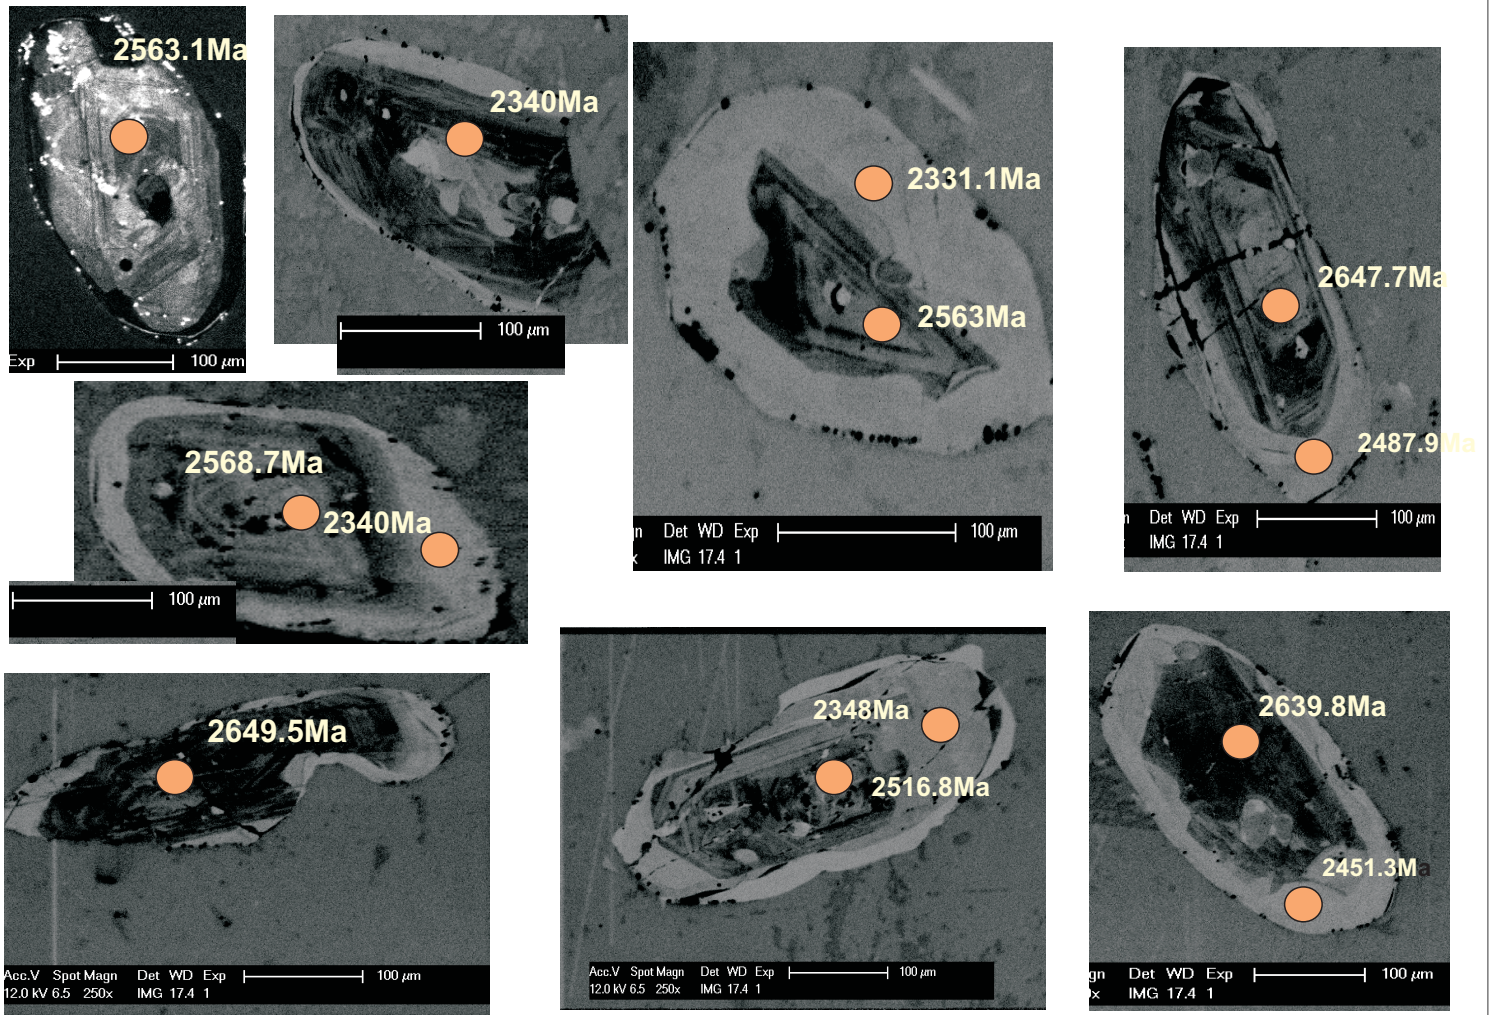 2563.1Ma
Exp 100 µm
2340Ma
100 µm
2331.1Ma
2563Ma
Det WD Exp 100 µm
IMG 17.4 1
2647.7Ma
2487.9Ma
Det WD Exp 100 µm
IMG 17.4 1
2568.7Ma
2340Ma
100 µm
2649.5Ma
Acc.V Spot Magn Det WD Exp 100 µm
12.0 kV 6.5 250x IMG 17.4 1
2348Ma
2516.8Ma
Acc.V Spot Magn Det WD Exp 100 µm
12.0 kV 6.5 250x IMG 17.4 1
2639.8Ma
2451.3Ma
gn Det WD Exp 100 µm
x IMG 17.4 1